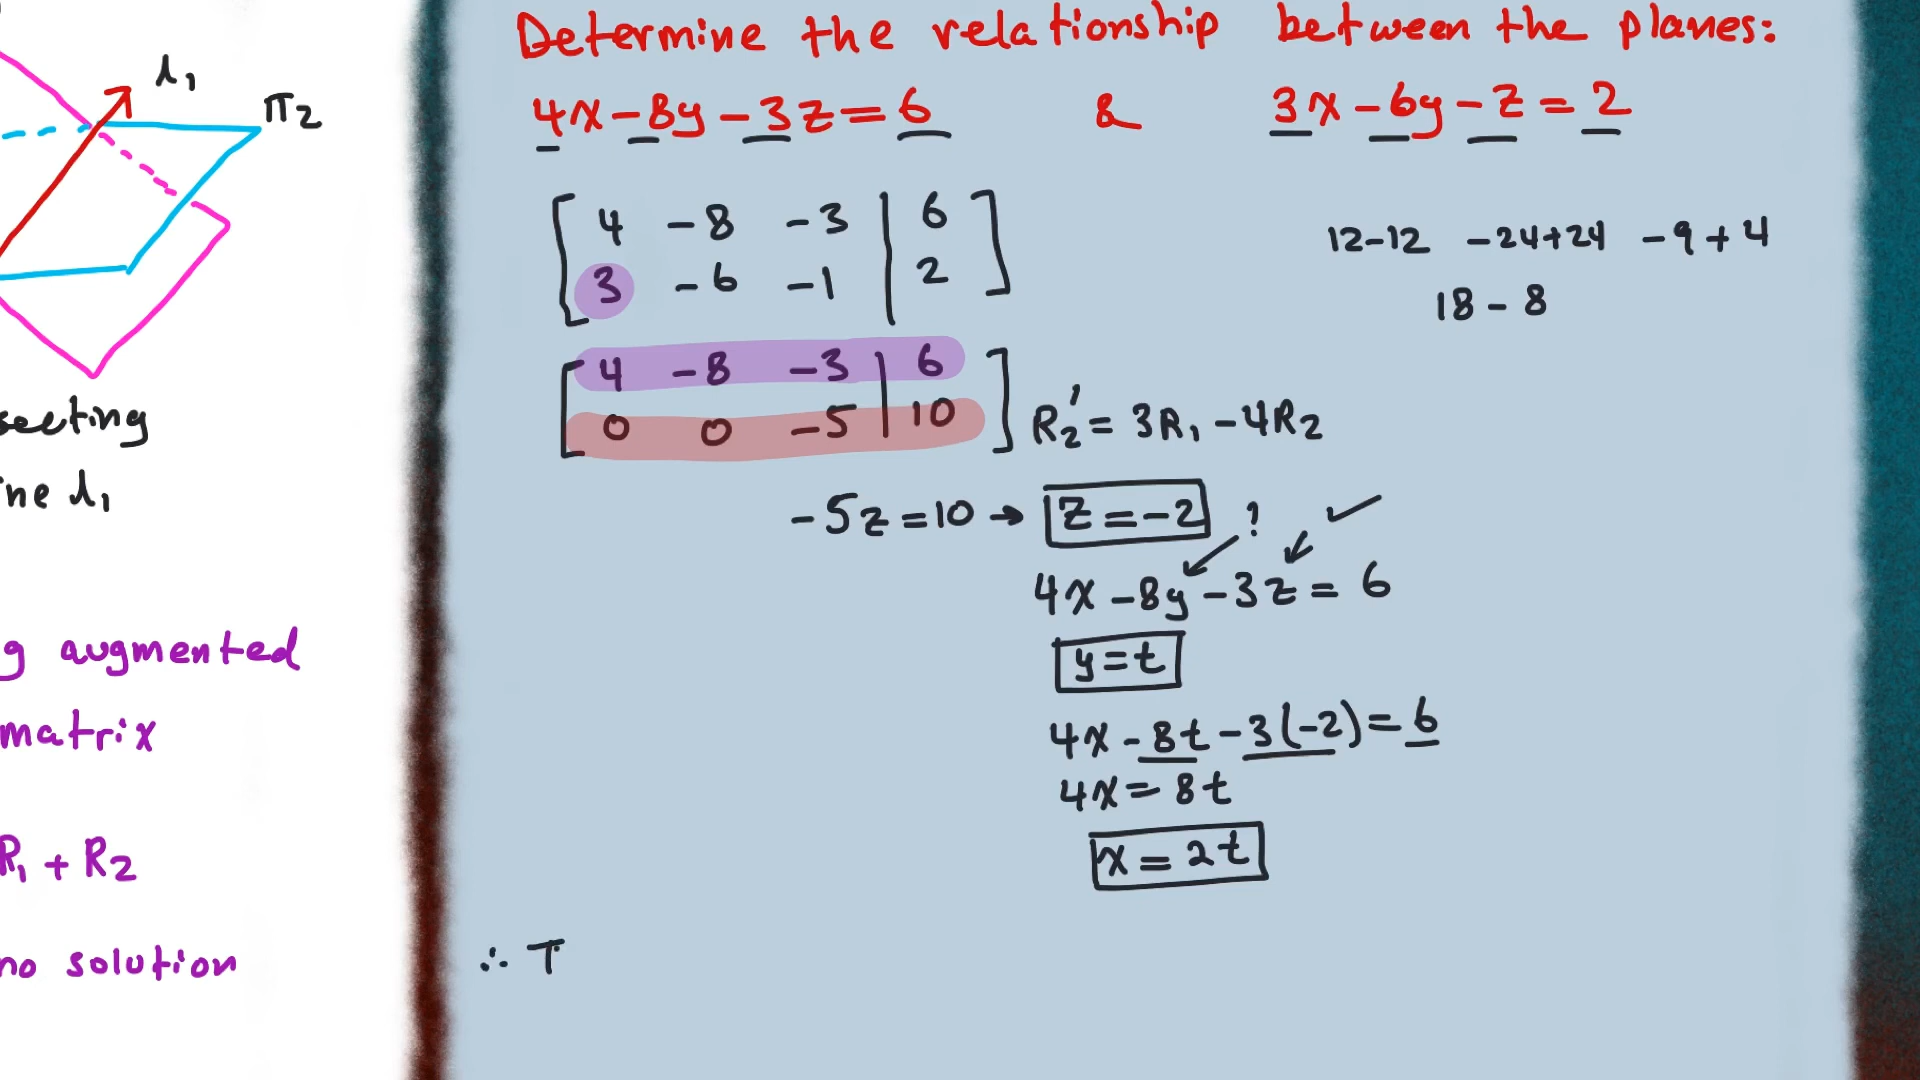 λ₁
π₂
secting
ine λ₁
g augmented
matrix
R₁ + R₂
no solution
Determine the relationship between the planes:
4x - 8y - 3z = 6 & 3x - 6y - z = 2
[ 4 -8 -3 | 6
3 -6 -1 | 2 ]
12-12 -24+24 -9+4
18-8
[ 4 -8 -3 | 6
0 0 -5 | 10 ] R₂' = 3R₁ - 4R₂
-5z = 10 → z = -2
? ✓
4x - 8y - 3z = 6
y = t
4x - 8t - 3(-2) = 6
4x = 8t
x = 2t
∴ T